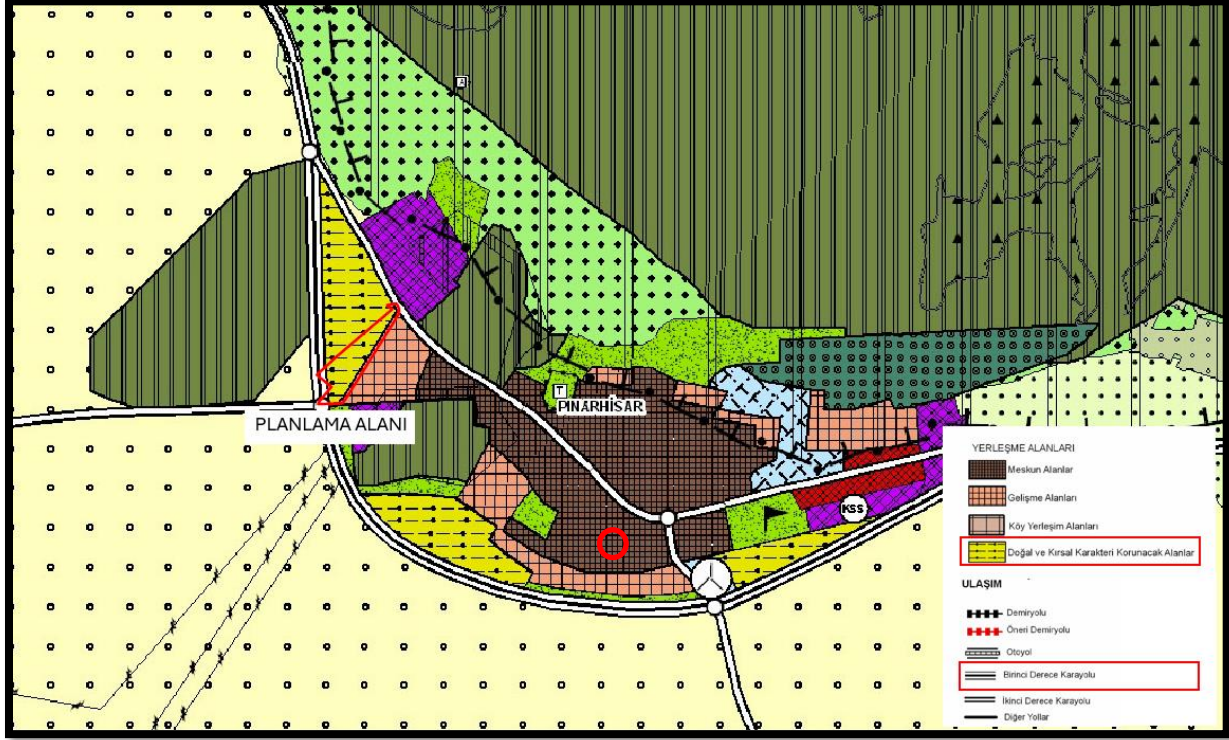 A
T
PINARHİSAR
PLANLAMA ALANI
KSS
YERLEŞME ALANLARI
Meskun Alanlar
Gelişme Alanları
Köy Yerleşim Alanları
Doğal ve Kırsal Karakteri Korunacak Alanlar
ULAŞIM
Demiryolu
Öneri Demiryolu
Otoyol
Birinci Derece Karayolu
İkinci Derece Karayolu
Diğer Yollar